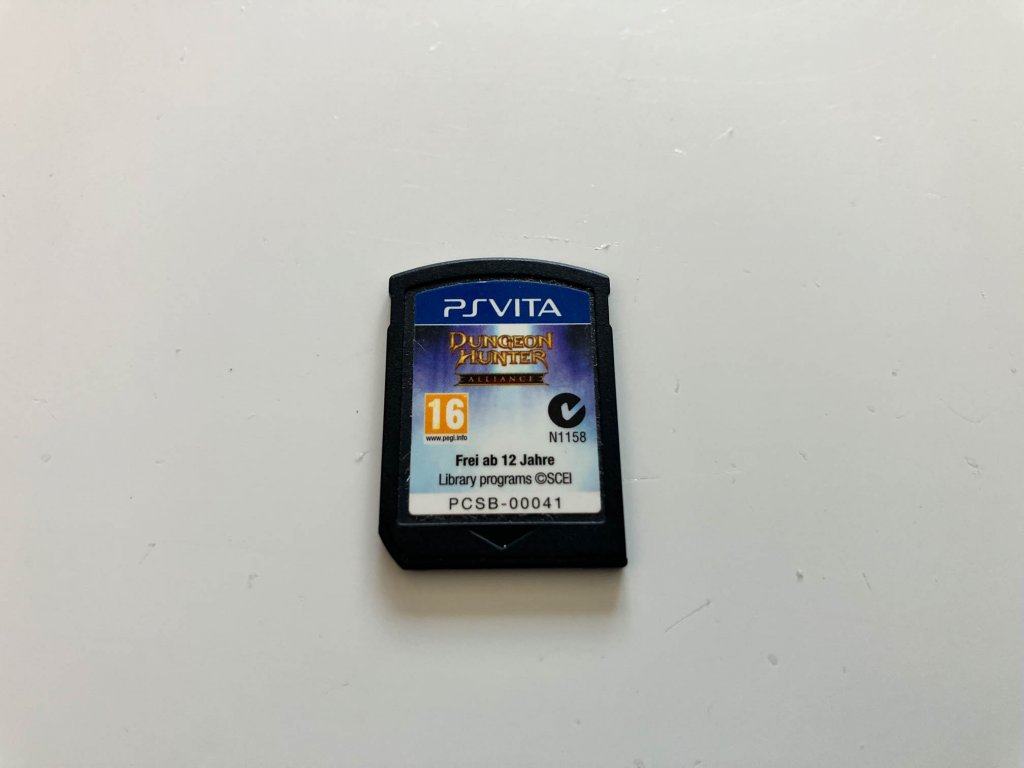 PSVITA
DUNGEON
HUNTER
ALLIANCE
16
www.pegi.info
N1158
Frei ab 12 Jahre
Library programs ©SCEI
PCSB-00041